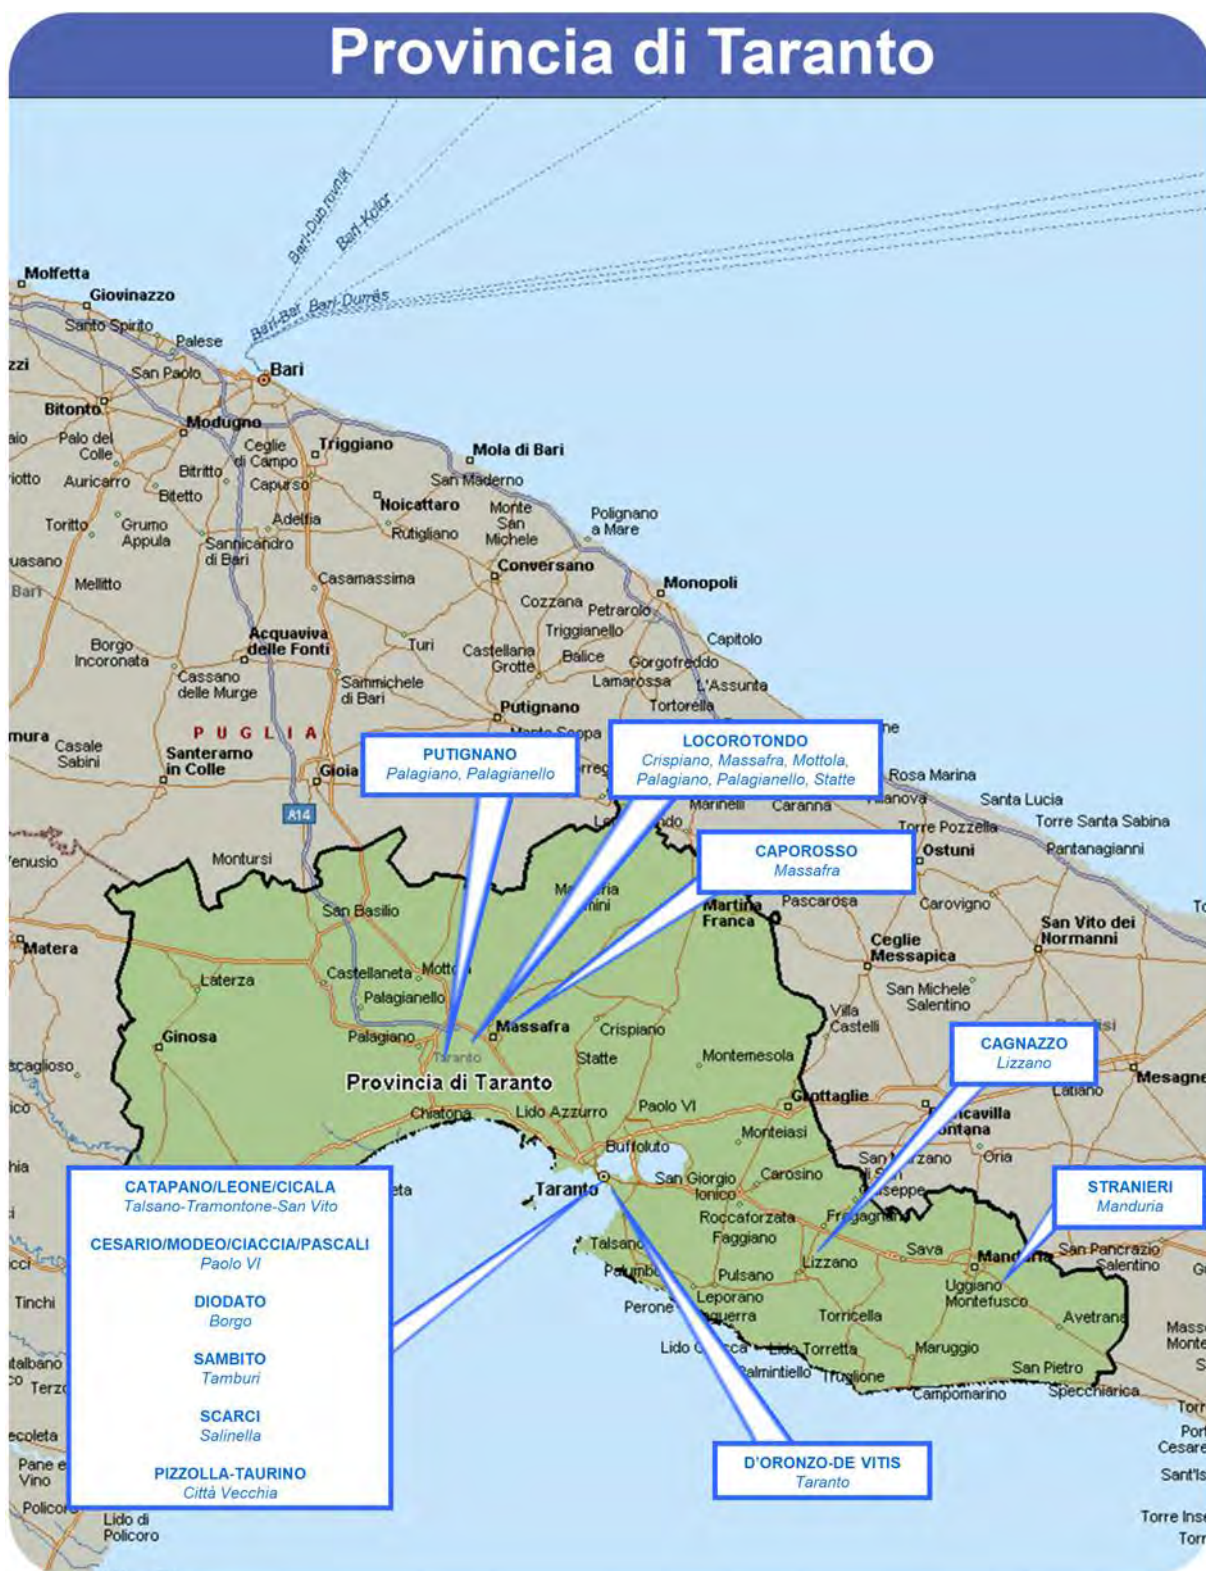 Provincia di Taranto
Bari-Dubrovnik
Bari-Kotor
Bari-Bar
Bari-Durrës
Molfetta
Giovinazzo
Santo Spirito
Palese
San Paolo
Bari
Bitonto
Modugno
Palo del
Colle
Ceglie
di Campo
Triggiano
Mola di Bari
Bitritto
Capurso
San Maderno
Auricarro
Bitetto
Noicattaro
Toritto
Grumo
Appula
Adelfia
Rutigliano
Monte
San
Michele
Polignano
a Mare
Sannicandro
di Bari
Mellitto
Bari
Casamassima
Conversano
Monopoli
Cozzana
Petrarolo
Borgo
Incoronata
Acquaviva
delle Fonti
Turi
Triggianello
Capitolo
Castellana
Grotte
Balice
Gorgofreddo
Cassano
delle Murge
Sammichele
di Bari
Lamarossa
L'Assunta
Putignano
Tortorella
PUGLIA
Casale
Sabini
Santeramo
in Colle
Gioia
A14
PUTIGNANO
Palagiano, Palagianello
LOCOROTONDO
Crispiano, Massafra, Mottola,
Palagiano, Palagianello, Statte
Rosa Marina
Marinelli
Caranna
Santa Lucia
Torre Pozzella
Torre Santa Sabina
Ostuni
Pantanagianni
CAPOROSSO
Massafra
Montursi
San Basilio
Martina
Franca
Pascarosa
Carovigno
San Vito dei
Normanni
Matera
Ceglie
Messapica
Laterza
Castellaneta
Palagianello
San Michele
Salentino
Villa
Castelli
Ginosa
Palagiano
Taranto
Massafra
Crispiano
Statte
Montemesola
CAGNAZZO
Lizzano
Mesagne
Latiano
Provincia di Taranto
Chiatona
Lido Azzurro
Paolo VI
Grottaglie
Buffoluto
Monteiasi
Oria
Taranto
San Giorgio
Ionico
Carosino
Roccaforzata
Faggiano
STRANIERI
Manduria
Talsano
Lizzano
Sava
San Pancrazio
Salentino
Pulsano
Leporano
Uggiano
Montefusco
Perone
Torricella
Avetrana
Lido Torretta
Maruggio
San Pietro
Campomarino
Specchiarica
CATAPANO/LEONE/CICALA
Talsano-Tramontone-San Vito
CESARIO/MODEO/CIACCIA/PASCALI
Paolo VI
DIODATO
Borgo
SAMBITO
Tamburi
SCARCI
Salinella
PIZZOLLA-TAURINO
Città Vecchia
D'ORONZO-DE VITIS
Taranto
Tinchi
Lido di
Policoro